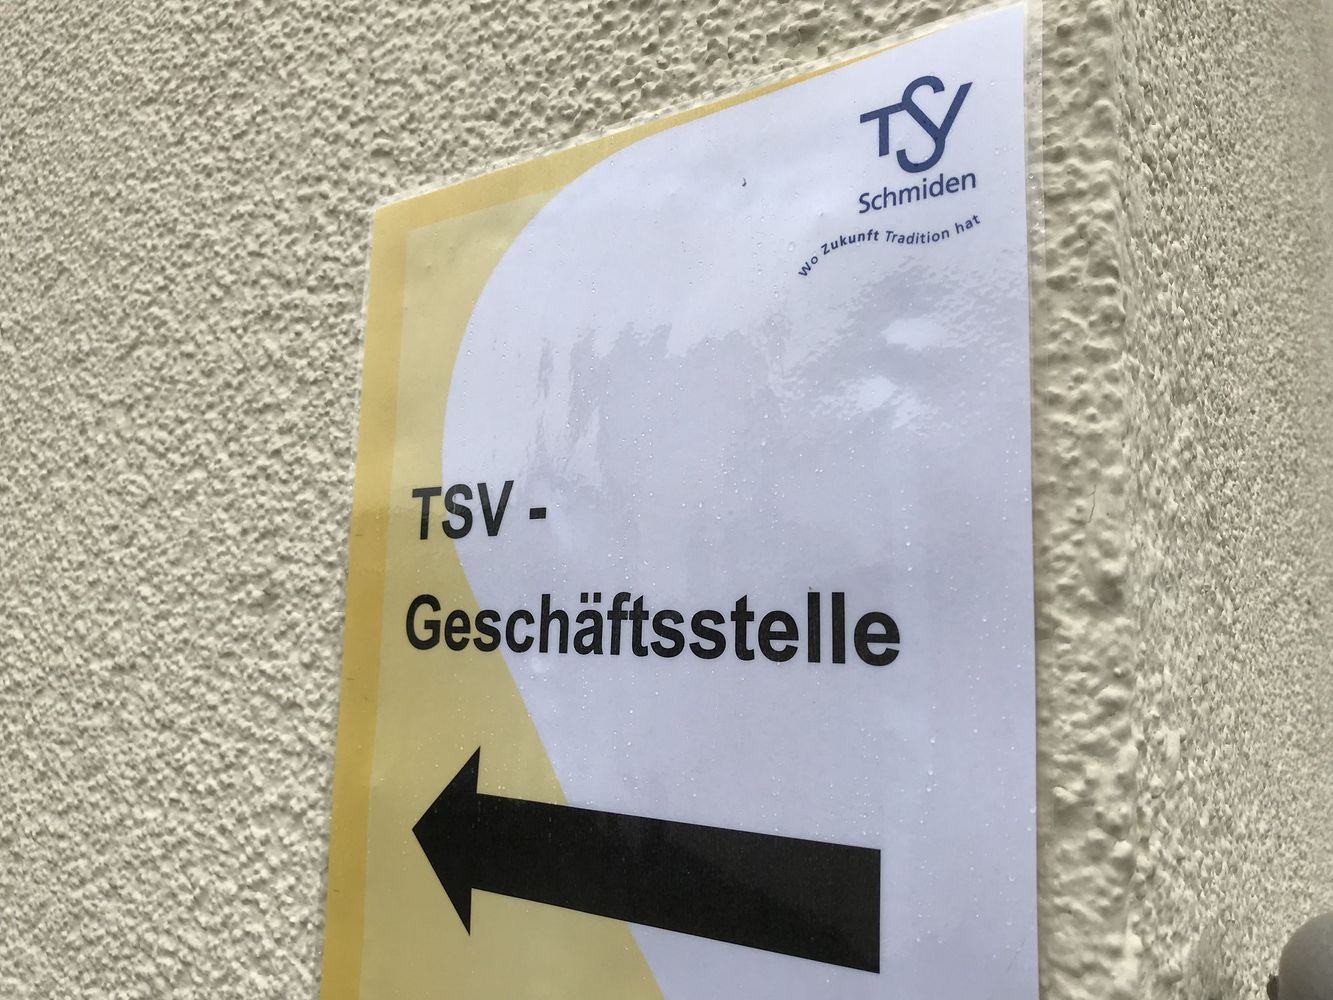 TSV
Schmiden
Wo Zukunft Tradition hat
TSV -
Geschäftsstelle